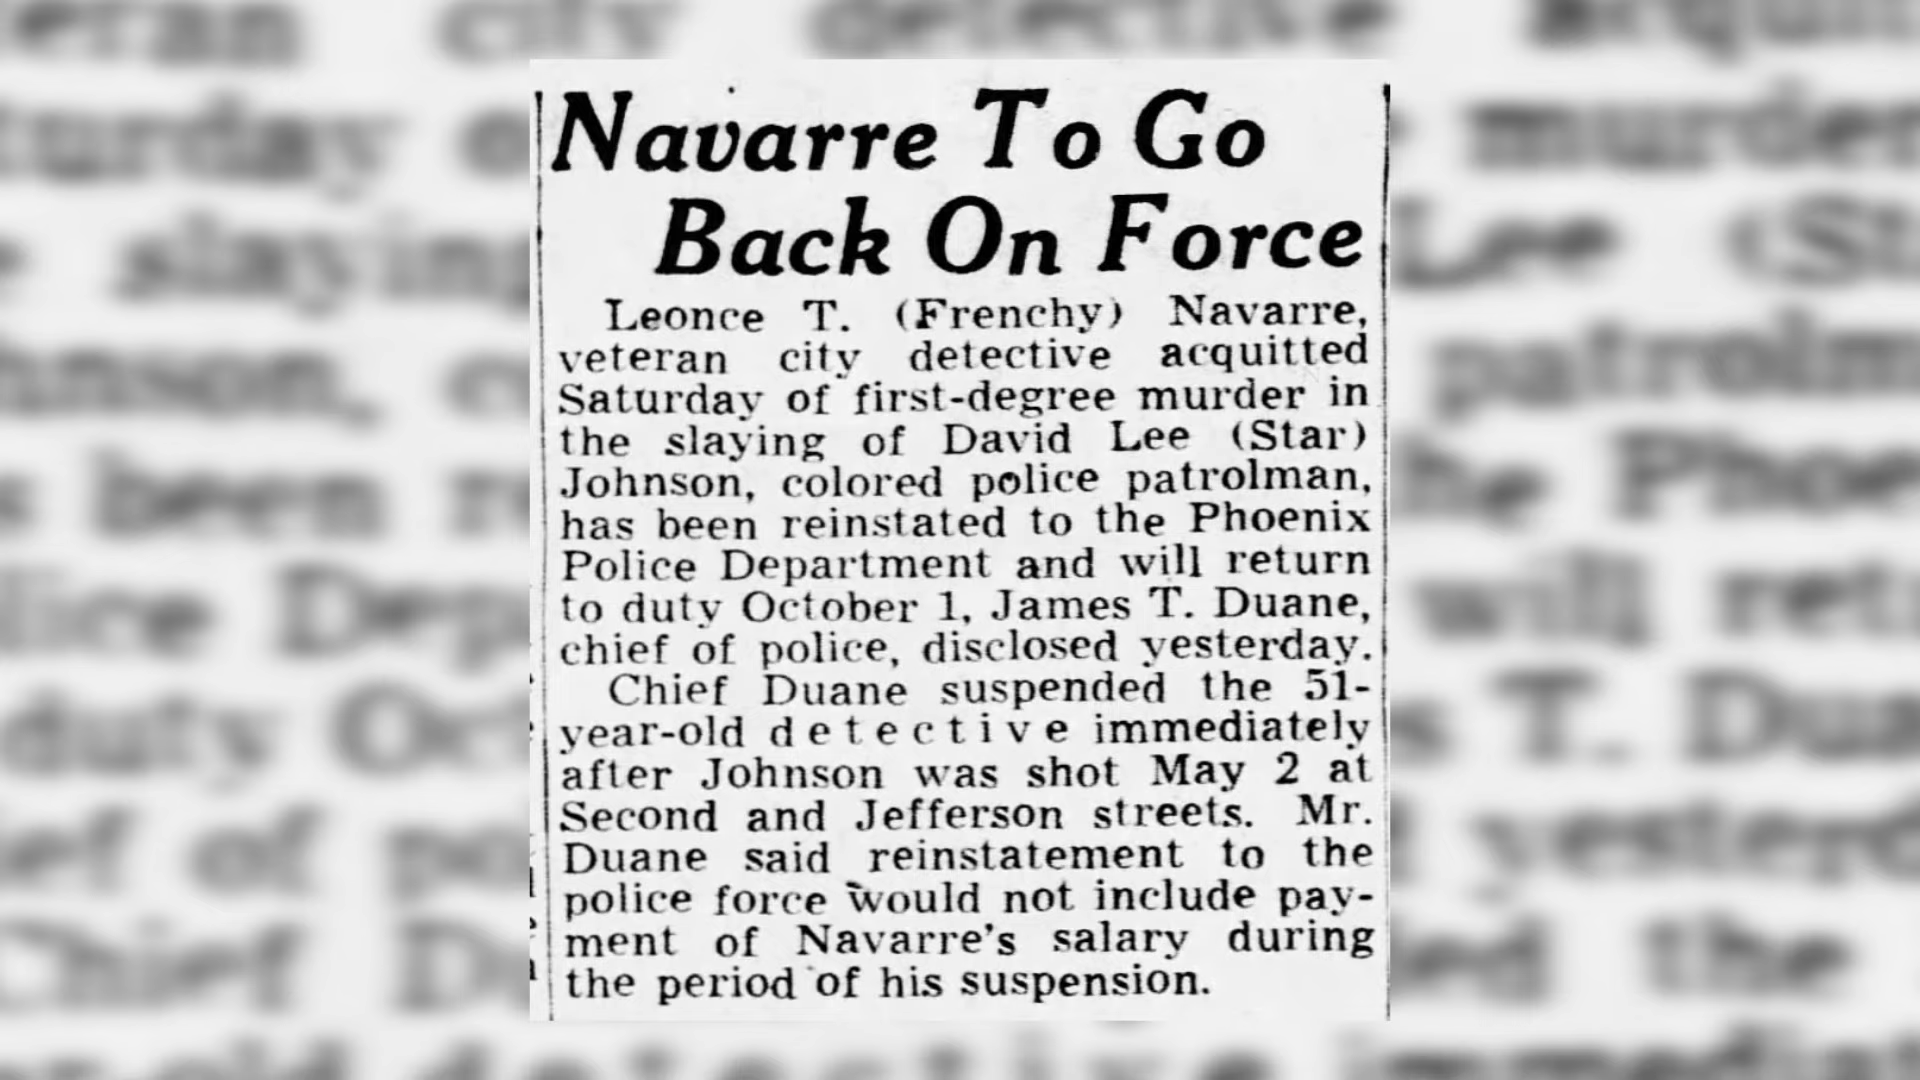 Navarre To Go
Back On Force
Leonce T. (Frenchy) Navarre,
veteran city detective acquitted
Saturday of first-degree murder in
the slaying of David Lee (Star)
Johnson, colored police patrolman,
has been reinstated to the Phoenix
Police Department and will return
to duty October 1, James T. Duane,
chief of police, disclosed yesterday.
Chief Duane suspended the 51-
year-old detective immediately
after Johnson was shot May 2 at
Second and Jefferson streets. Mr.
Duane said reinstatement to the
police force would not include pay-
ment of Navarre's salary during
the period of his suspension.